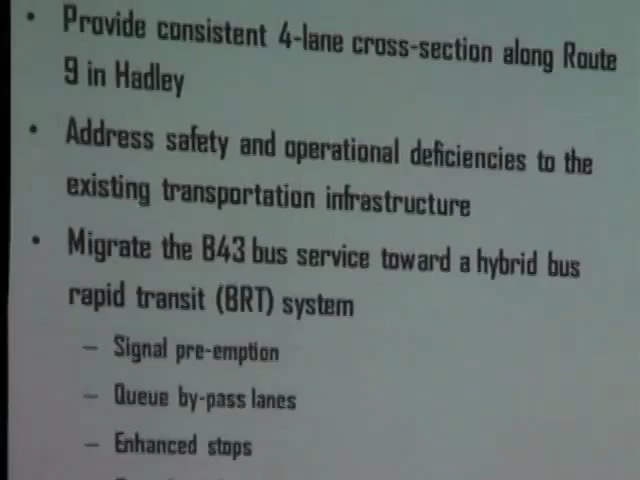 • Provide consistent 4-lane cross-section along Route
9 in Hadley
• Address safety and operational deficiencies to the
existing transportation infrastructure
• Migrate the B43 bus service toward a hybrid bus
rapid transit (BRT) system
– Signal pre-emption
– Queue by-pass lanes
– Enhanced stops